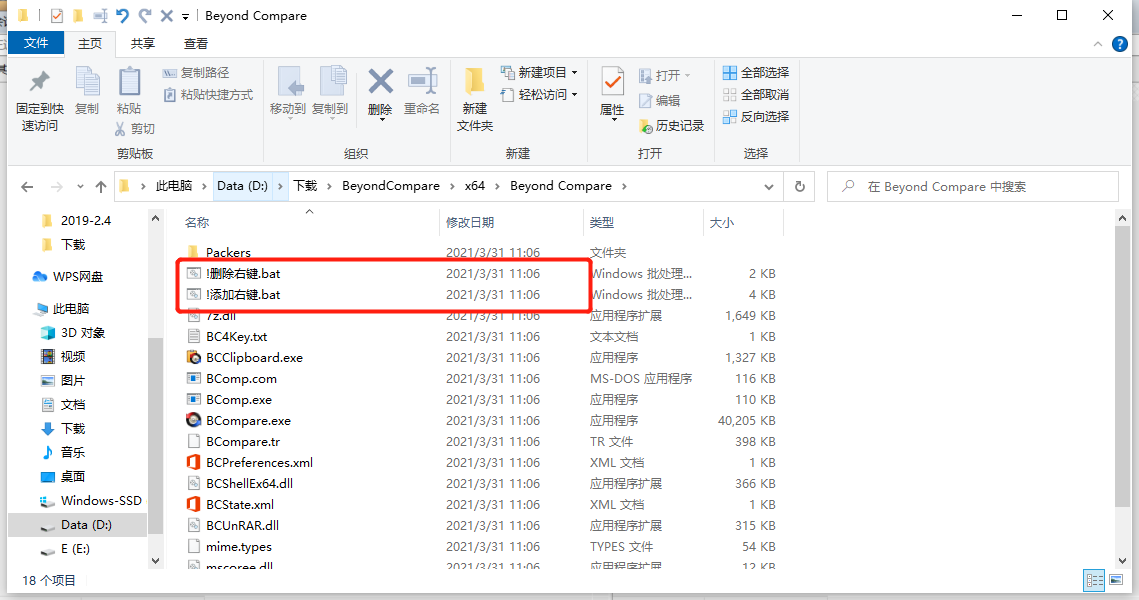 Beyond Compare
文件 主页 共享 查看
固定到快速访问 复制 粘贴 复制路径 粘贴快捷方式 剪切
移动到 复制到 删除 重命名
新建文件夹 新建项目 轻松访问
属性 打开 编辑 历史记录
全部选择 全部取消 反向选择
剪贴板 组织 新建 打开 选择
此电脑 Data (D:) 下载 BeyondCompare x64 Beyond Compare
在 Beyond Compare 中搜索
2019-2.4
下载
WPS网盘
此电脑
3D 对象
视频
图片
文档
下载
音乐
桌面
Windows-SSD
Data (D:)
E (E:)
名称 修改日期 类型 大小
Packers 2021/3/31 11:06 文件夹
!删除右键.bat 2021/3/31 11:06 Windows 批处理... 2 KB
!添加右键.bat 2021/3/31 11:06 Windows 批处理... 4 KB
7z.dll 2021/3/31 11:06 应用程序扩展 1,649 KB
BC4Key.txt 2021/3/31 11:06 文本文档 1 KB
BCClipboard.exe 2021/3/31 11:06 应用程序 1,327 KB
BComp.com 2021/3/31 11:06 MS-DOS 应用程序 116 KB
BComp.exe 2021/3/31 11:06 应用程序 110 KB
BCompare.exe 2021/3/31 11:06 应用程序 40,205 KB
BCompare.tr 2021/3/31 11:06 TR 文件 398 KB
BCPreferences.xml 2021/3/31 11:06 XML 文档 1 KB
BCShellEx64.dll 2021/3/31 11:06 应用程序扩展 366 KB
BCState.xml 2021/3/31 11:06 XML 文档 1 KB
BCUnRAR.dll 2021/3/31 11:06 应用程序扩展 315 KB
mime.types 2021/3/31 11:06 TYPES 文件 54 KB
mscoree.dll 2021/3/31 11:06 应用程序扩展 12 KB
18 个项目